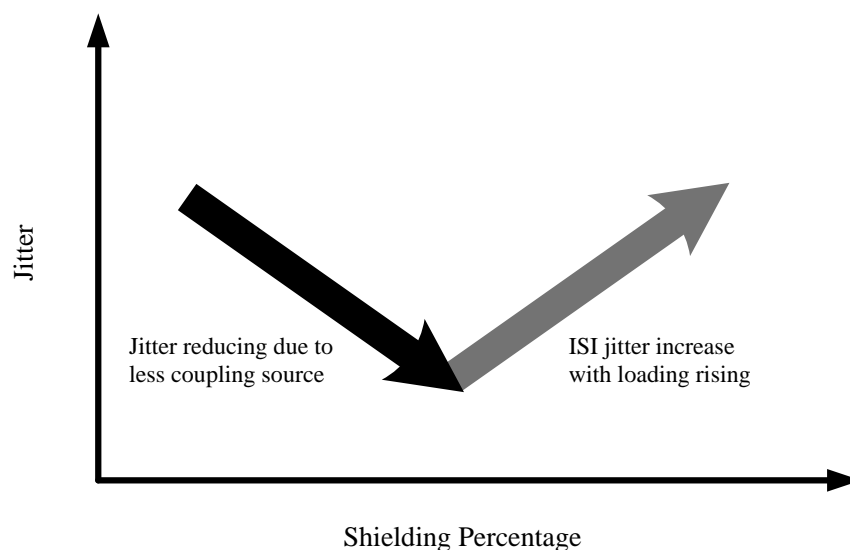 Jitter
Jitter reducing due to
less coupling source
ISI jitter increase
with loading rising
Shielding Percentage